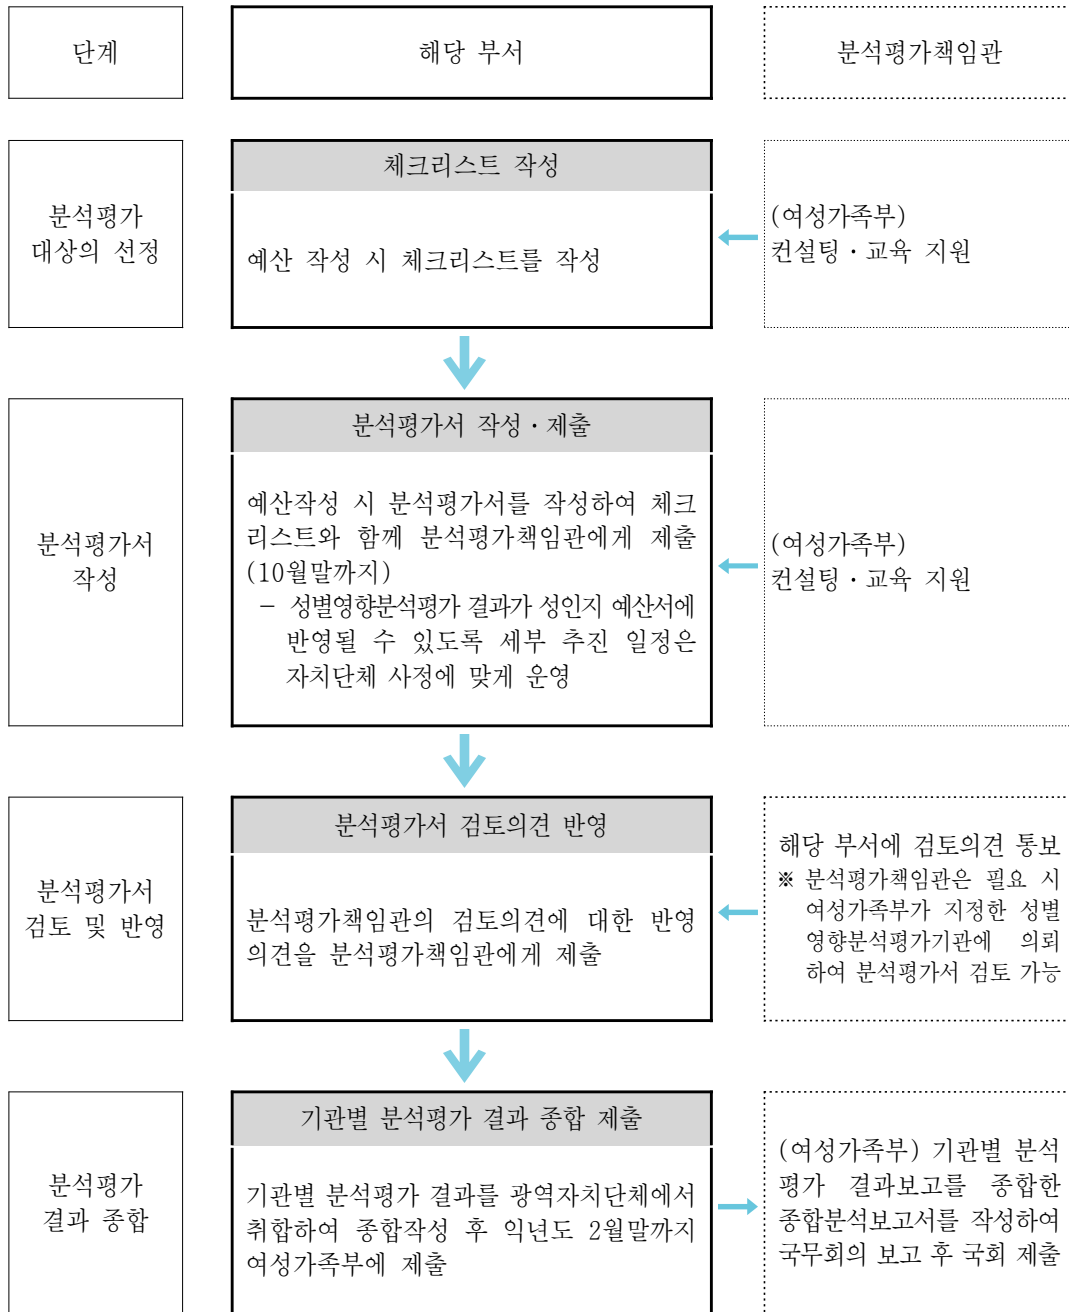 단계
해당 부서
분석평가책임관
분석평가
대상의 선정
체크리스트 작성
예산 작성 시 체크리스트를 작성
(여성가족부)
컨설팅·교육 지원
분석평가서
작성
분석평가서 작성·제출
예산작성 시 분석평가서를 작성하여 체크
리스트와 함께 분석평가책임관에게 제출
(10월말까지)
- 성별영향분석평가 결과가 성인지 예산서에
반영될 수 있도록 세부 추진 일정은
자치단체 사정에 맞게 운영
(여성가족부)
컨설팅·교육 지원
분석평가서
검토 및 반영
분석평가서 검토의견 반영
분석평가책임관의 검토의견에 대한 반영
의견을 분석평가책임관에게 제출
해당 부서에 검토의견 통보
※ 분석평가책임관은 필요 시
여성가족부가 지정한 성별
영향분석평가기관에 의뢰
하여 분석평가서 검토 가능
분석평가
결과 종합
기관별 분석평가 결과 종합 제출
기관별 분석평가 결과를 광역자치단체에서
취합하여 종합작성 후 익년도 2월말까지
여성가족부에 제출
(여성가족부) 기관별 분석
평가 결과보고를 종합한
종합분석보고서를 작성하여
국무회의 보고 후 국회 제출